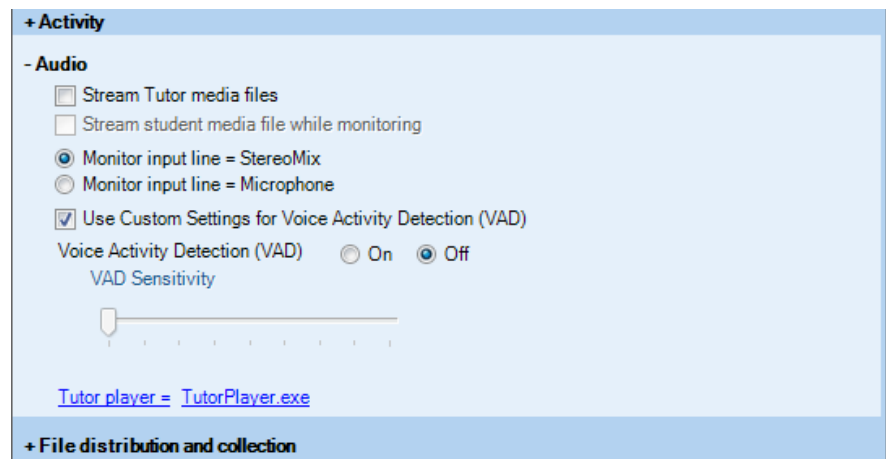 + Activity
- Audio
Stream Tutor media files
Stream student media file while monitoring
Monitor input line = StereoMix
Monitor input line = Microphone
Use Custom Settings for Voice Activity Detection (VAD)
Voice Activity Detection (VAD) On Off
VAD Sensitivity
Tutor player = TutorPlayer.exe
+ File distribution and collection